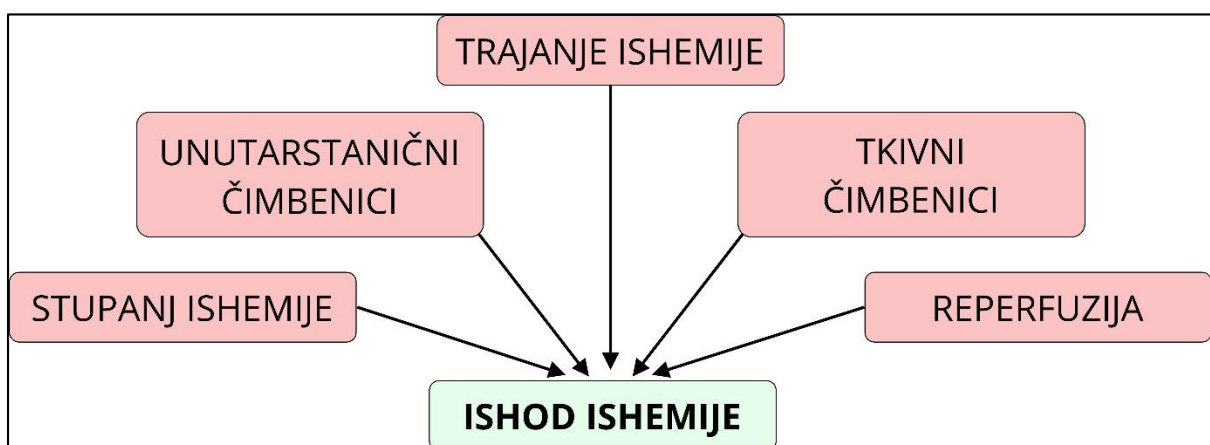 TRAJANJE ISHEMIJE
UNUTARSTANIČNI
ČIMBENICI
TKIVNI
ČIMBENICI
STUPANJ ISHEMIJE
REPERFUZIJA
ISHOD ISHEMIJE